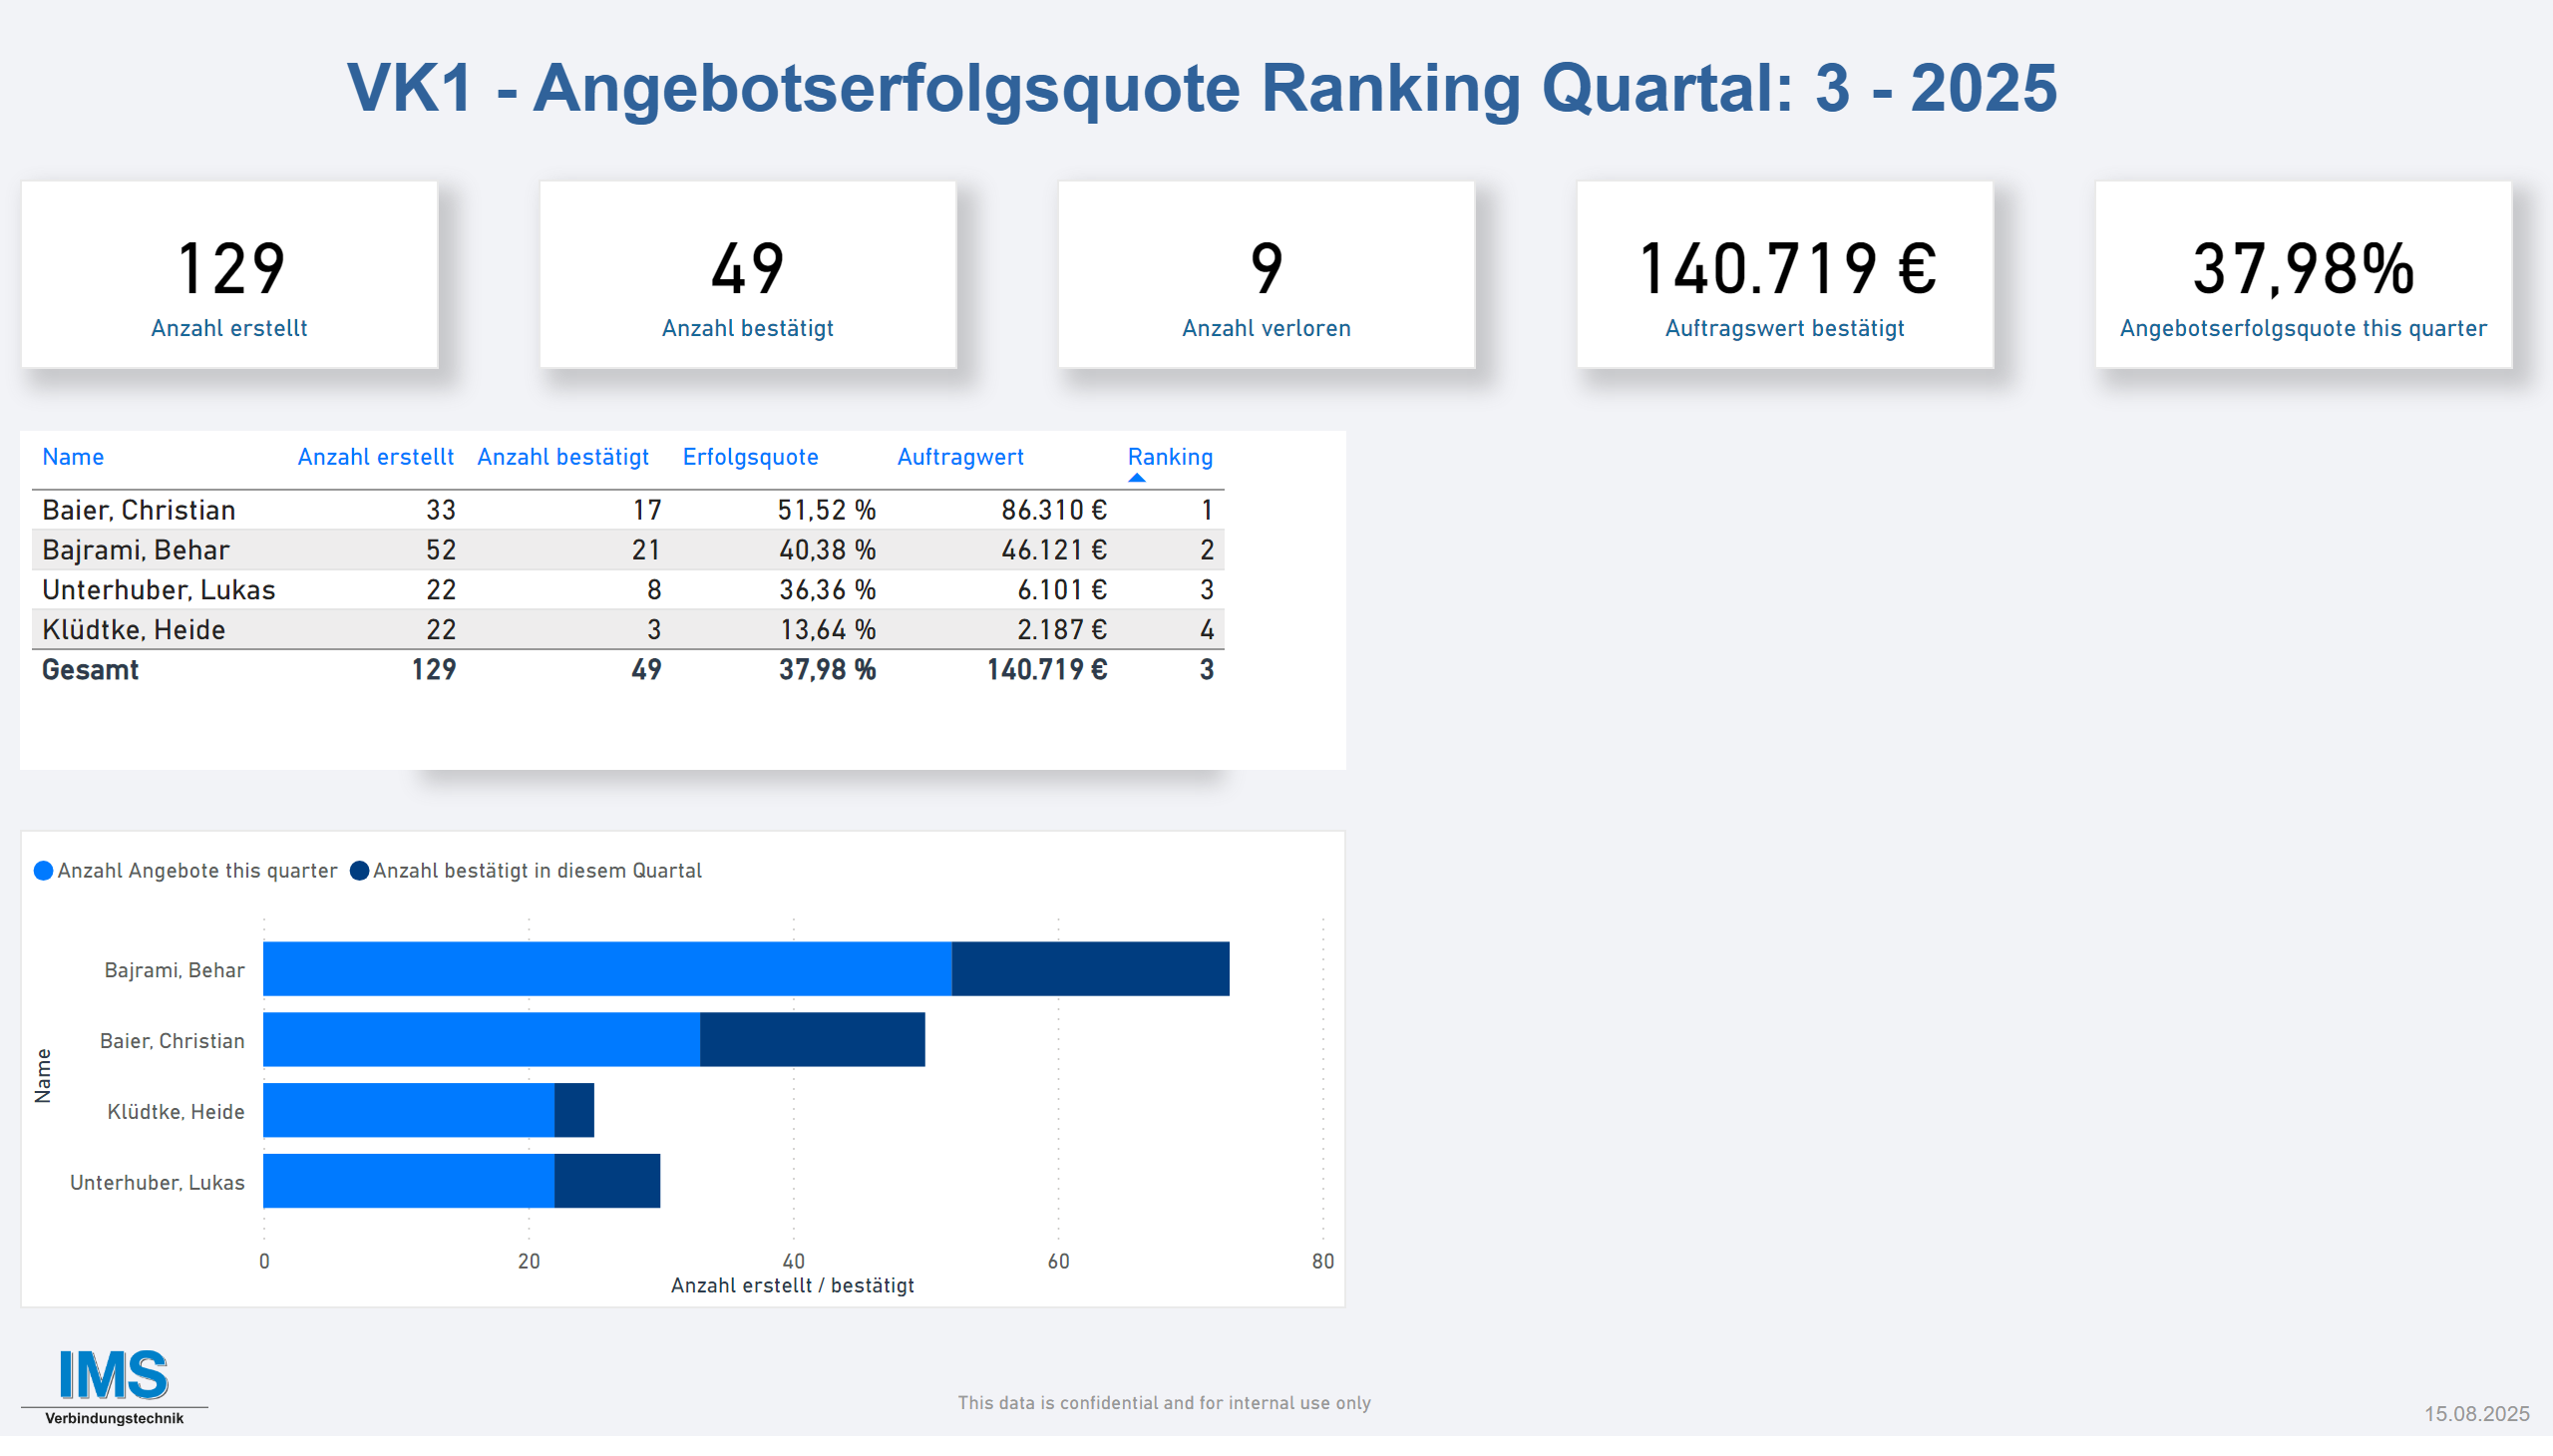 VK1 - Angebotserfolgsquote Ranking Quartal: 3 - 2025
129
Anzahl erstellt
49
Anzahl bestätigt
9
Anzahl verloren
140.719 €
Auftragswert bestätigt
37,98%
Angebotserfolgsquote this quarter
Name Anzahl erstellt Anzahl bestätigt Erfolgsquote Auftragwert Ranking
Baier, Christian 33 17 51,52 % 86.310 € 1
Bajrami, Behar 52 21 40,38 % 46.121 € 2
Unterhuber, Lukas 22 8 36,36 % 6.101 € 3
Klüdtke, Heide 22 3 13,64 % 2.187 € 4
Gesamt 129 49 37,98 % 140.719 € 3
Anzahl Angebote this quarter Anzahl bestätigt in diesem Quartal
Name
Bajrami, Behar
Baier, Christian
Klüdtke, Heide
Unterhuber, Lukas
0 20 40 60 80
Anzahl erstellt / bestätigt
IMS
Verbindungstechnik
This data is confidential and for internal use only
15.08.2025